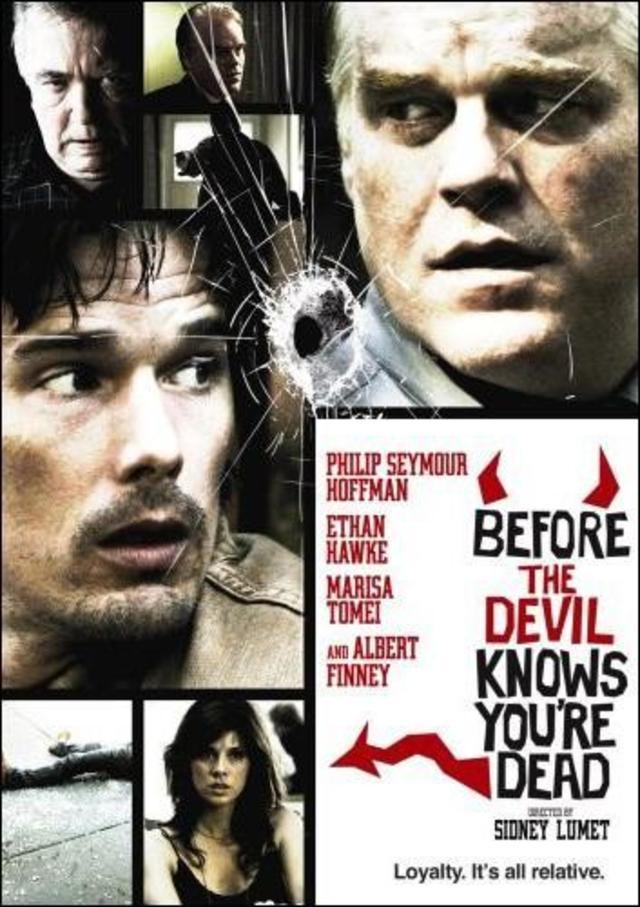 PHILIP SEYMOUR
HOFFMAN
ETHAN
HAWKE
MARISA
TOMEI
AND ALBERT
FINNEY
BEFORE
THE
DEVIL
KNOWS
YOU'RE
DEAD
DIRECTED BY
SIDNEY LUMET
Loyalty. It's all relative.